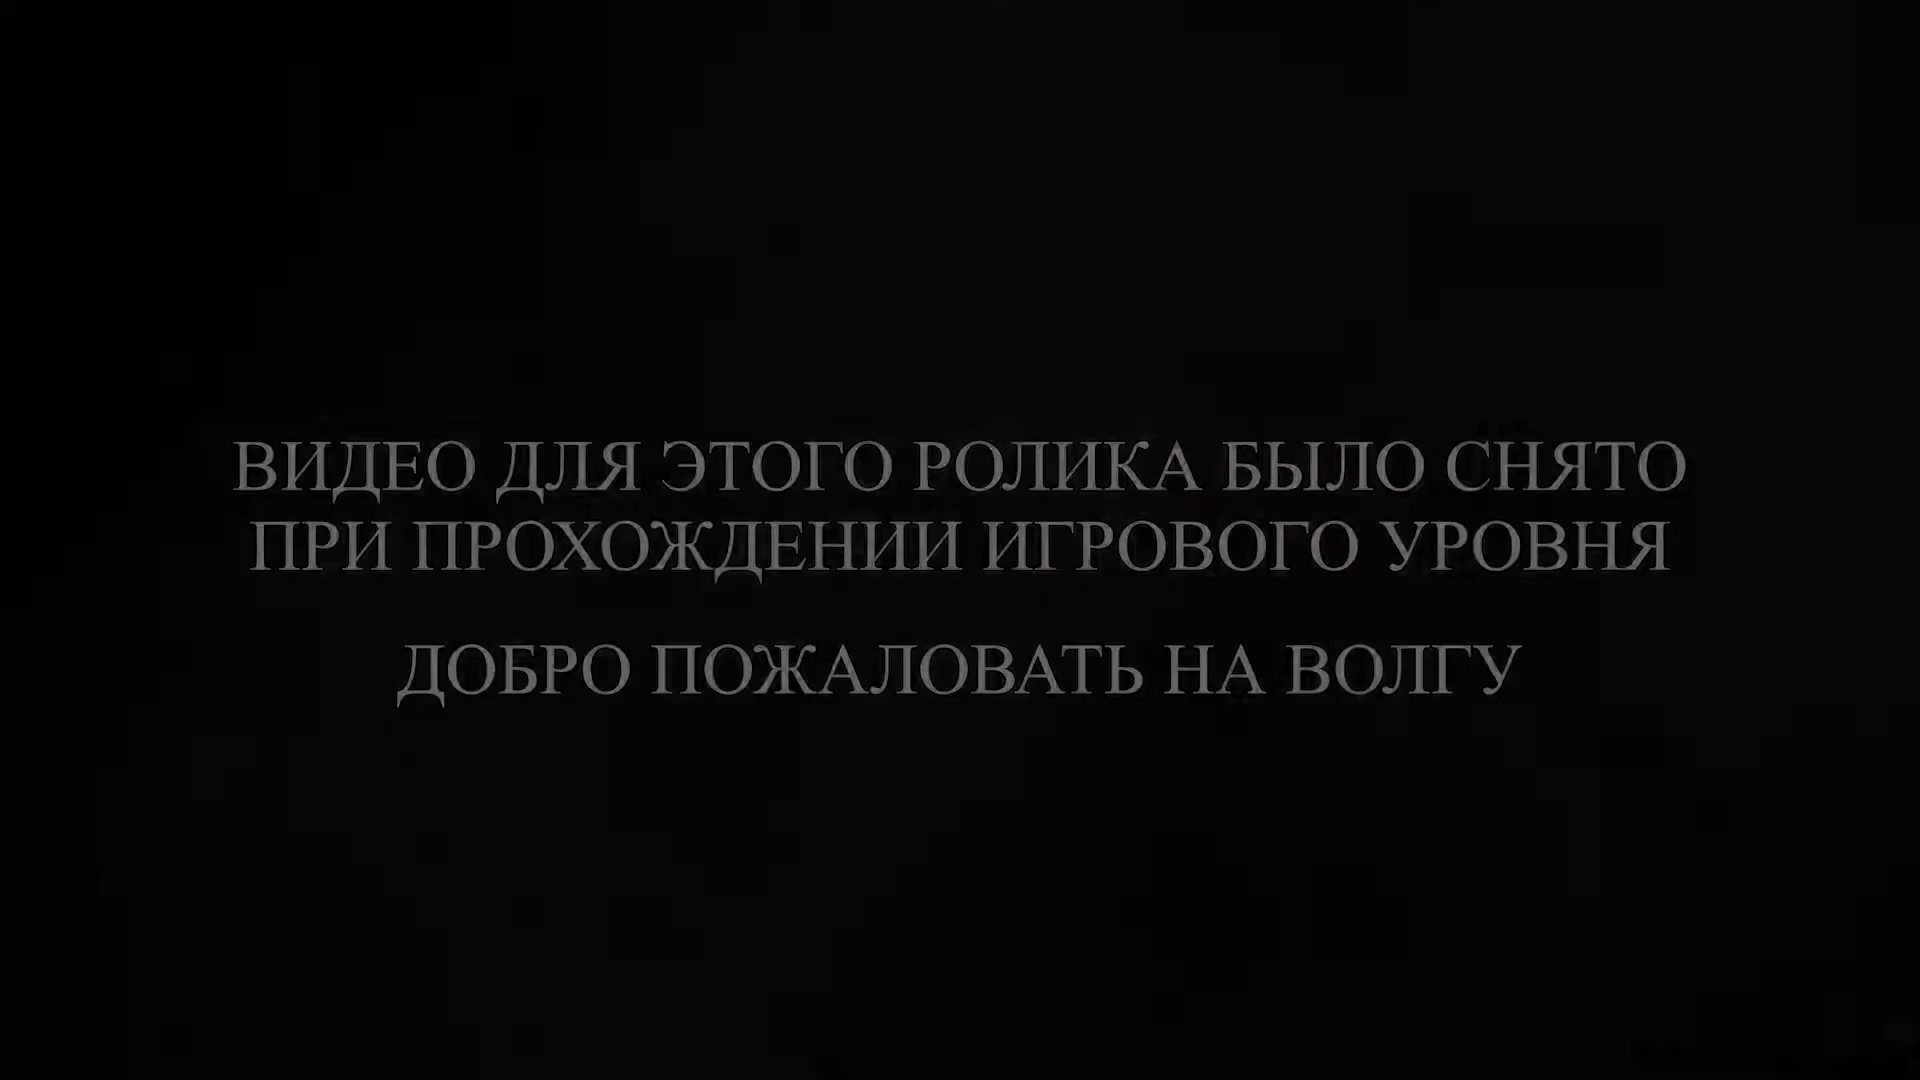 ВИДЕО ДЛЯ ЭТОГО РОЛИКА БЫЛО СНЯТО
ПРИ ПРОХОЖДЕНИИ ИГРОВОГО УРОВНЯ
ДОБРО ПОЖАЛОВАТЬ НА ВОЛГУ